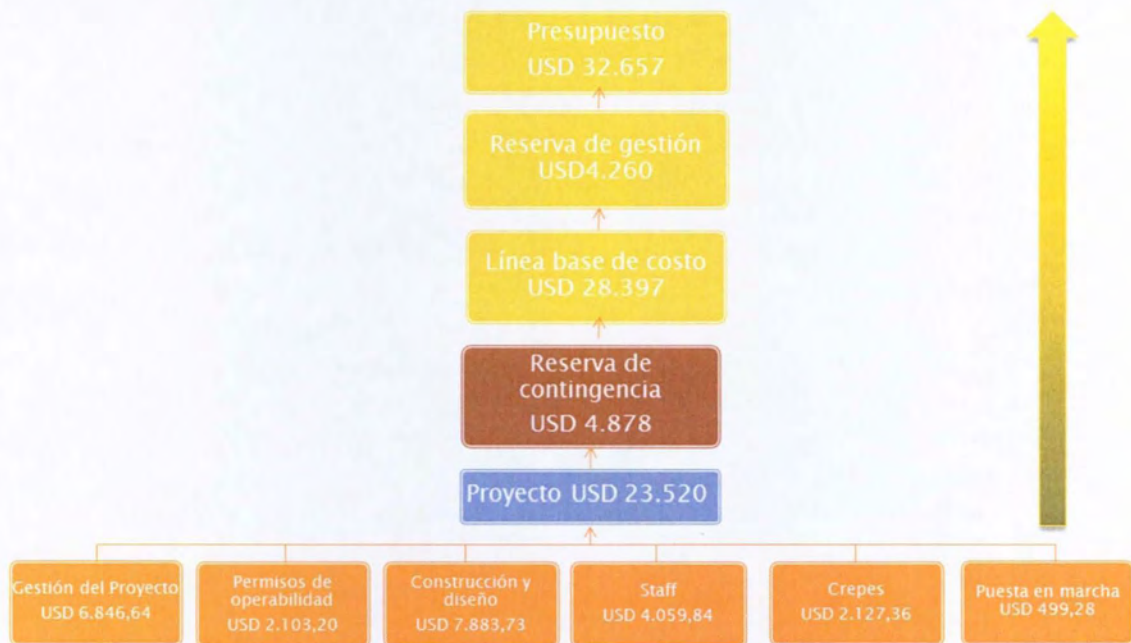 Presupuesto
USD 32.657
Reserva de gestión
USD4.260
Línea base de costo
USD 28.397
Reserva de
contingencia
USD 4.878
Proyecto USD 23.520
Gestión del Proyecto
USD 6.846,64
Permisos de
operabilidad
USD 2.103,20
Construcción y
diseño
USD 7.883,73
Staff
USD 4.059,84
Crepes
USD 2.127,36
Puesta en marcha
USD 499,28